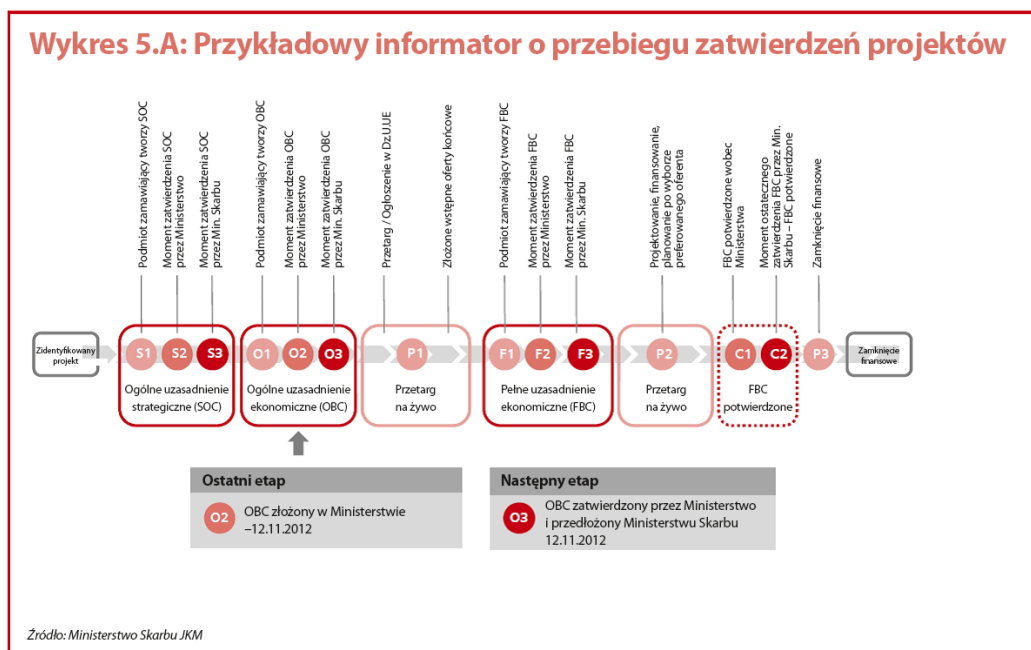 Wykres 5.A: Przykładowy informator o przebiegu zatwierdzeń projektów
Podmiot zamawiający tworzy SOC
Moment zatwierdzenia SOC
przez Ministerstwo
Moment zatwierdzenia SOC
przez Min. Skarbu
Podmiot zamawiający tworzy OBC
Moment zatwierdzenia OBC
przez Ministerstwo
Moment zatwierdzenia OBC
przez Min. Skarbu
Przetarg / Ogłoszenie w Dz.U.UE
Złożone wstępne oferty końcowe
Podmiot zamawiający tworzy FBC
Moment zatwierdzenia FBC
przez Ministerstwo
Moment zatwierdzenia FBC
przez Min. Skarbu
Projektowanie, finansowanie,
planowanie po wyborze
preferowanego oferenta
FBC potwierdzone wobec
Ministerstwa
Moment ostatecznego
zatwierdzenia FBC przez Min.
Skarbu – FBC potwierdzone
Zamknięcie finansowe
Zidentyfikowany
projekt
S1
S2
S3
Ogólne uzasadnienie
strategiczne (SOC)
O1
O2
O3
Ogólne uzasadnienie
ekonomiczne (OBC)
P1
Przetarg
na żywo
F1
F2
F3
Pełne uzasadnienie
ekonomiczne (FBC)
P2
Przetarg
na żywo
C1
C2
FBC
potwierdzone
P3
Zamknięcie
finansowe
Ostatni etap
O2
OBC złożony w Ministerstwie
–12.11.2012
Następny etap
O3
OBC zatwierdzony przez Ministerstwo
i przedłożony Ministerstwu Skarbu
12.11.2012
Źródło: Ministerstwo Skarbu JKM